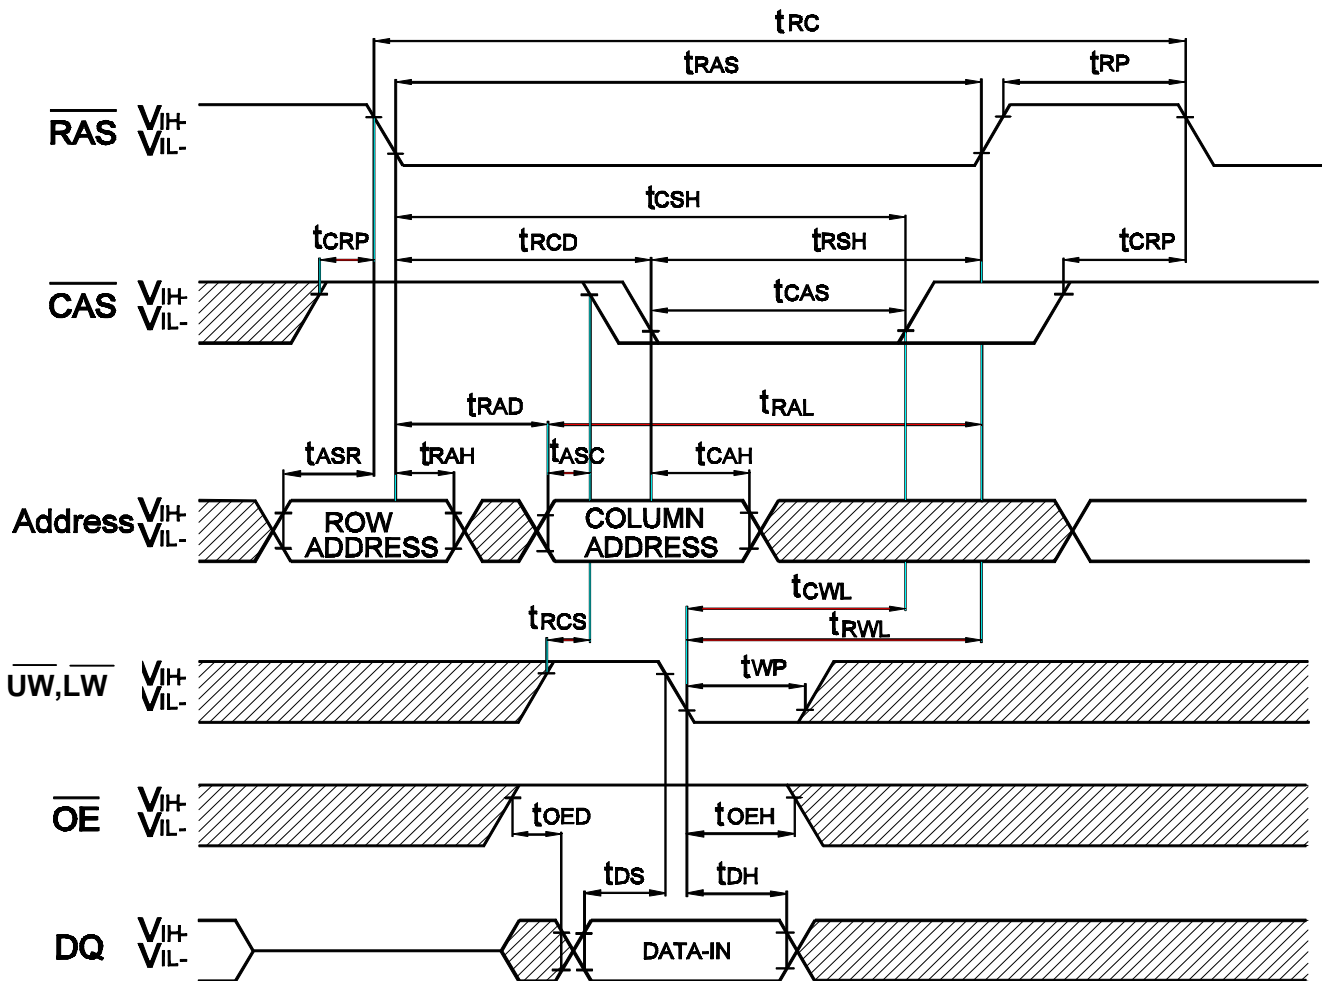 tRC
tRAS
tRP
RAS
VIH-
VIL-
tCSH
tCRP
tRCD
tRSH
tCRP
CAS
VIH-
VIL-
tCAS
tRAD
tRAL
tASR
tRAH
tASC
tCAH
Address
VIH-
VIL-
ROW
ADDRESS
COLUMN
ADDRESS
tCWL
tRCS
tRWL
UW,LW
VIH-
VIL-
tWP
OE
VIH-
VIL-
tOED
tOEH
tDS
tDH
DQ
VIH-
VIL-
DATA-IN